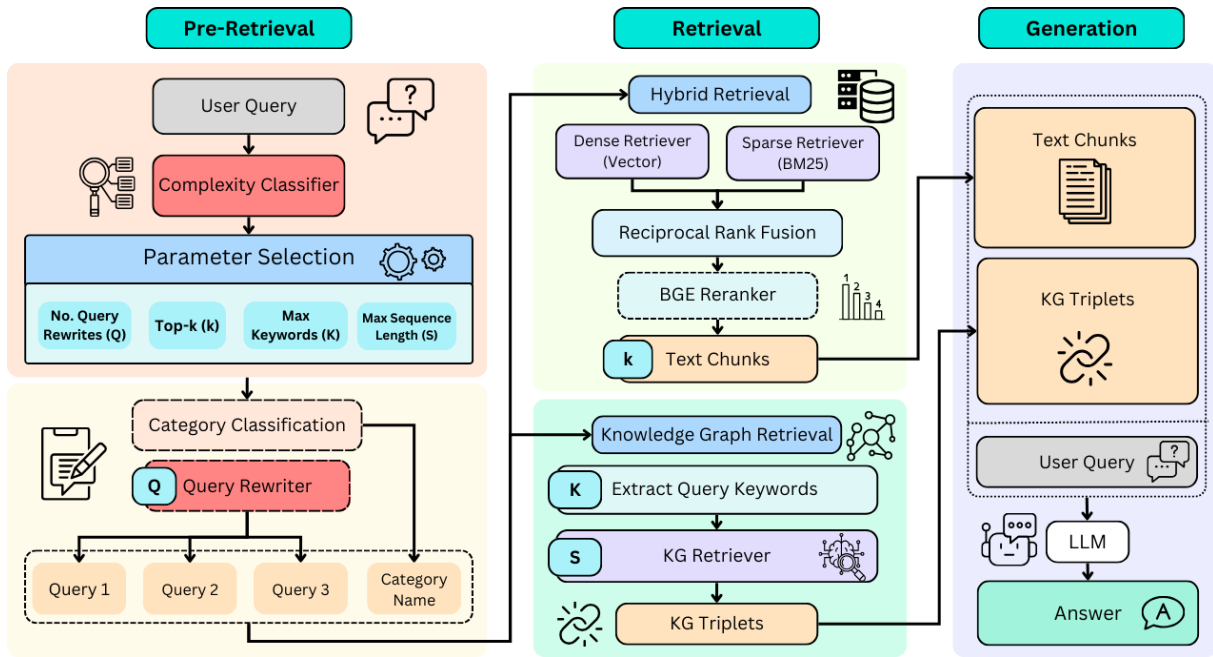 Pre-Retrieval
User Query
?
Complexity Classifier
Parameter Selection
No. Query
Rewrites (Q)
Top-k (k)
Max
Keywords (K)
Max Sequence
Length (S)
Category Classification
Q
Query Rewriter
Query 1
Query 2
Query 3
Category
Name
Retrieval
Hybrid Retrieval
Dense Retriever
(Vector)
Sparse Retriever
(BM25)
Reciprocal Rank Fusion
BGE Reranker
1
2
3
4
k
Text Chunks
Knowledge Graph Retrieval
K
Extract Query Keywords
S
KG Retriever
KG Triplets
Generation
Text Chunks
KG Triplets
User Query
?
LLM
Answer
A